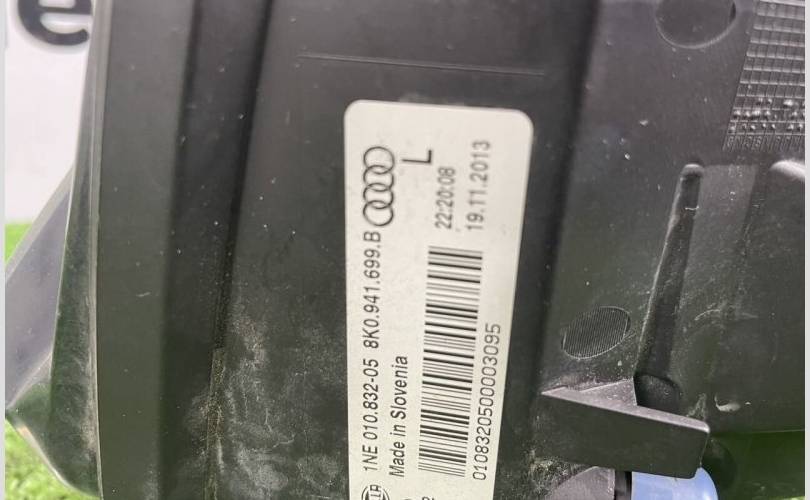 1NE 010.832-05 8K0.941.699.B
Made in Slovenia
L
22:20:08
19.11.2013
0108320500003095